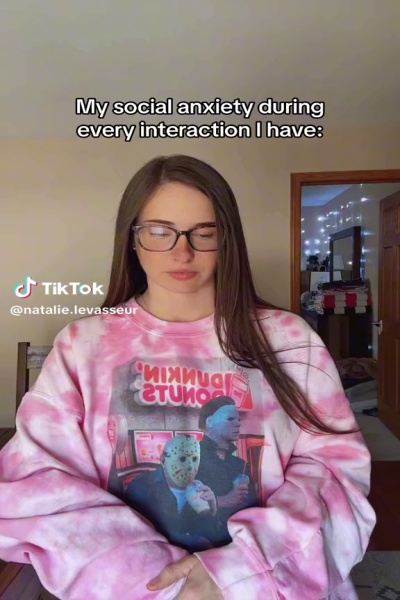 My social anxiety during
every interaction I have:
TikTok
@natalie.levasseur
DUNKIN'
DONUTS